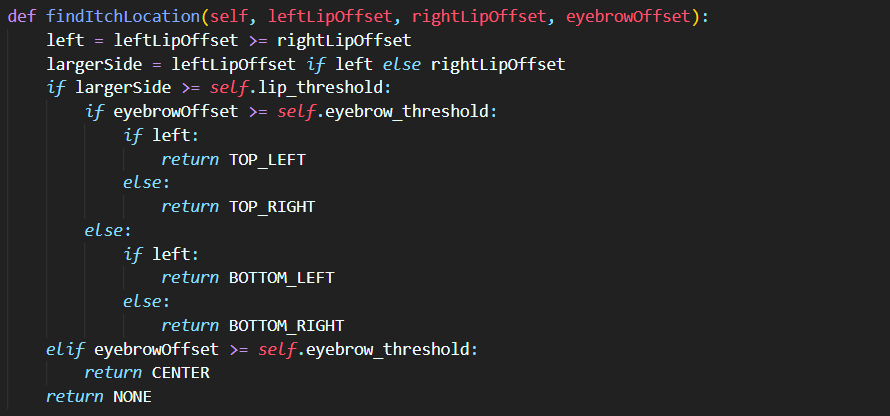 def findItchLocation(self, leftLipOffset, rightLipOffset, eyebrowOffset):
    left = leftLipOffset >= rightLipOffset
    largerSide = leftLipOffset if left else rightLipOffset
    if largerSide >= self.lip_threshold:
        if eyebrowOffset >= self.eyebrow_threshold:
            if left:
                return TOP_LEFT
            else:
                return TOP_RIGHT
        else:
            if left:
                return BOTTOM_LEFT
            else:
                return BOTTOM_RIGHT
    elif eyebrowOffset >= self.eyebrow_threshold:
        return CENTER
    return NONE